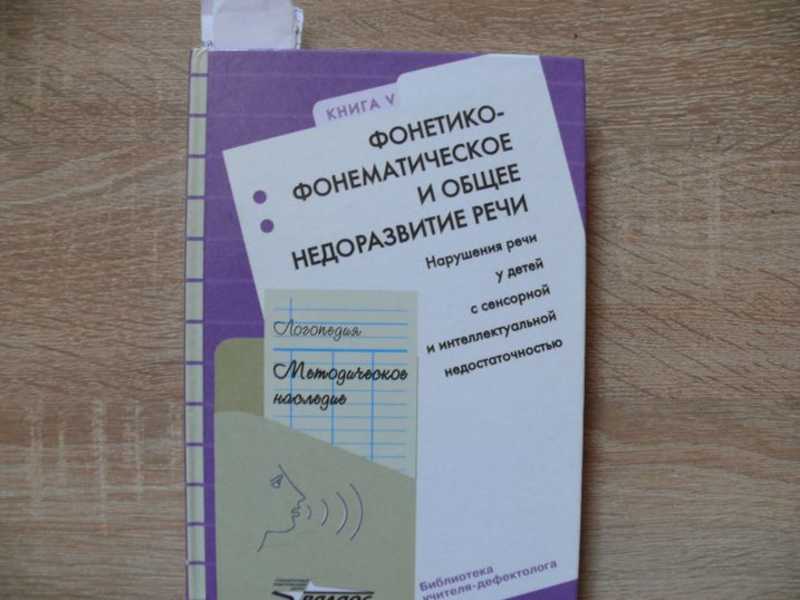 КНИГА V
ФОНЕТИКО-
ФОНЕМАТИЧЕСКОЕ
И ОБЩЕЕ
НЕДОРАЗВИТИЕ РЕЧИ
Нарушения речи
у детей
с сенсорной
и интеллектуальной
недостаточностью
Логопедия
Методическое
наследие
Библиотека
учителя-дефектолога